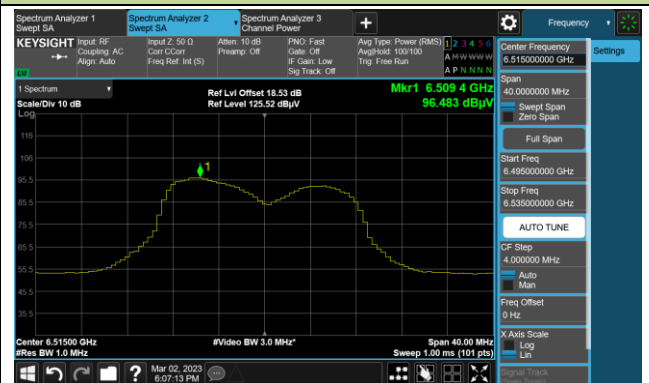 Spectrum Analyzer 1
Swept SA
Spectrum Analyzer 2
Swept SA
Spectrum Analyzer 3
Channel Power
Frequency
KEYSIGHT
Input: RF
Coupling: AC
Align: Auto
Input Z: 50 Ω
Corr CCorr
Freq Ref: Int (S)
Atten: 10 dB
Preamp: Off
PNO: Fast
Gate: Off
IF Gain: Low
Sig Track: Off
Avg Type: Power (RMS)
Avg|Hold: 100/100
Trig: Free Run
1 2 3 4 5 6
A W W W W W
A P N N N N
LXI
1 Spectrum
Scale/Div 10 dB
Log
Ref Lvl Offset 18.53 dB
Ref Level 125.52 dBµV
Mkr1 6.509 4 GHz
96.483 dBµV
1
116
106
95.5
85.5
75.5
65.5
55.5
45.5
35.5
Center 6.51500 GHz
#Res BW 1.0 MHz
#Video BW 3.0 MHz*
Span 40.00 MHz
Sweep 1.00 ms (101 pts)
Center Frequency
6.515000000 GHz
Settings
Span
40.0000000 MHz
Swept Span
Zero Span
Full Span
Start Freq
6.495000000 GHz
Stop Freq
6.535000000 GHz
AUTO TUNE
CF Step
4.000000 MHz
Auto
Man
Freq Offset
0 Hz
X Axis Scale
Log
Lin
Signal Track
Mar 02, 2023
6:07:13 PM